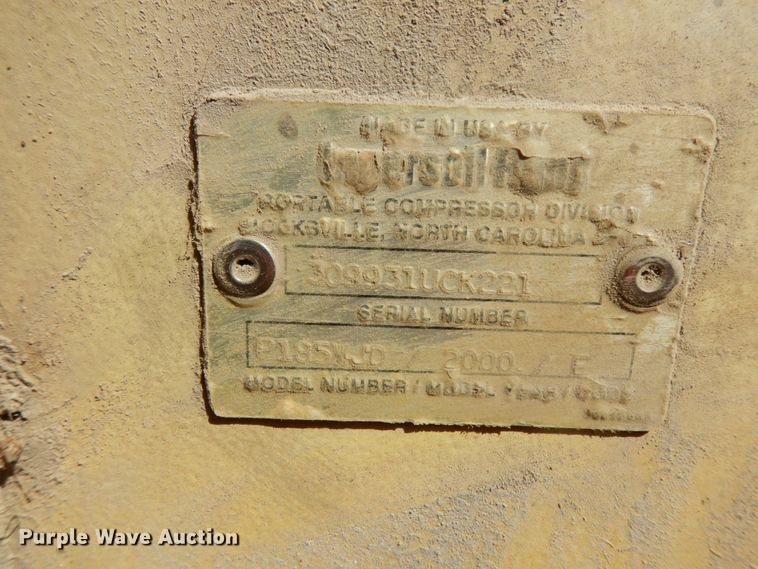 MADE IN U.S.A. BY
Ingersoll-Rand
PORTABLE COMPRESSOR DIVISION
MOCKSVILLE, NORTH CAROLINA
309931UCK221
SERIAL NUMBER
P185WJD / 2000 / E
MODEL NUMBER / MODEL YEAR / CODE
Purple Wave Auction